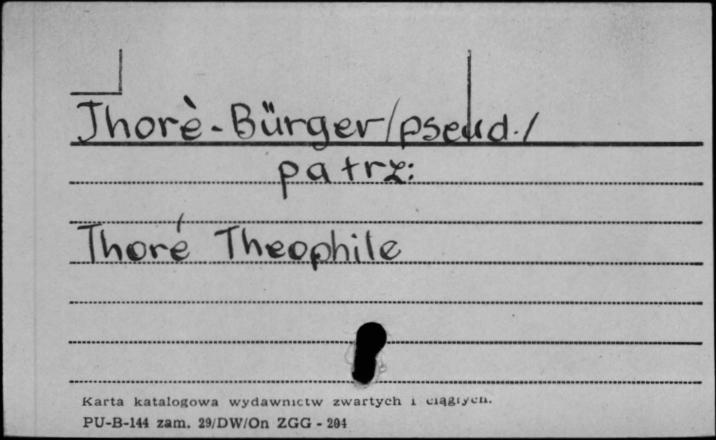 Thorè-Bürger/pseud./
patrz:
Thoré Theophile
Karta katalogowa wydawnictw zwartych i ciągłych.
PU-B-144 zam. 29/DW/On ZGG - 204